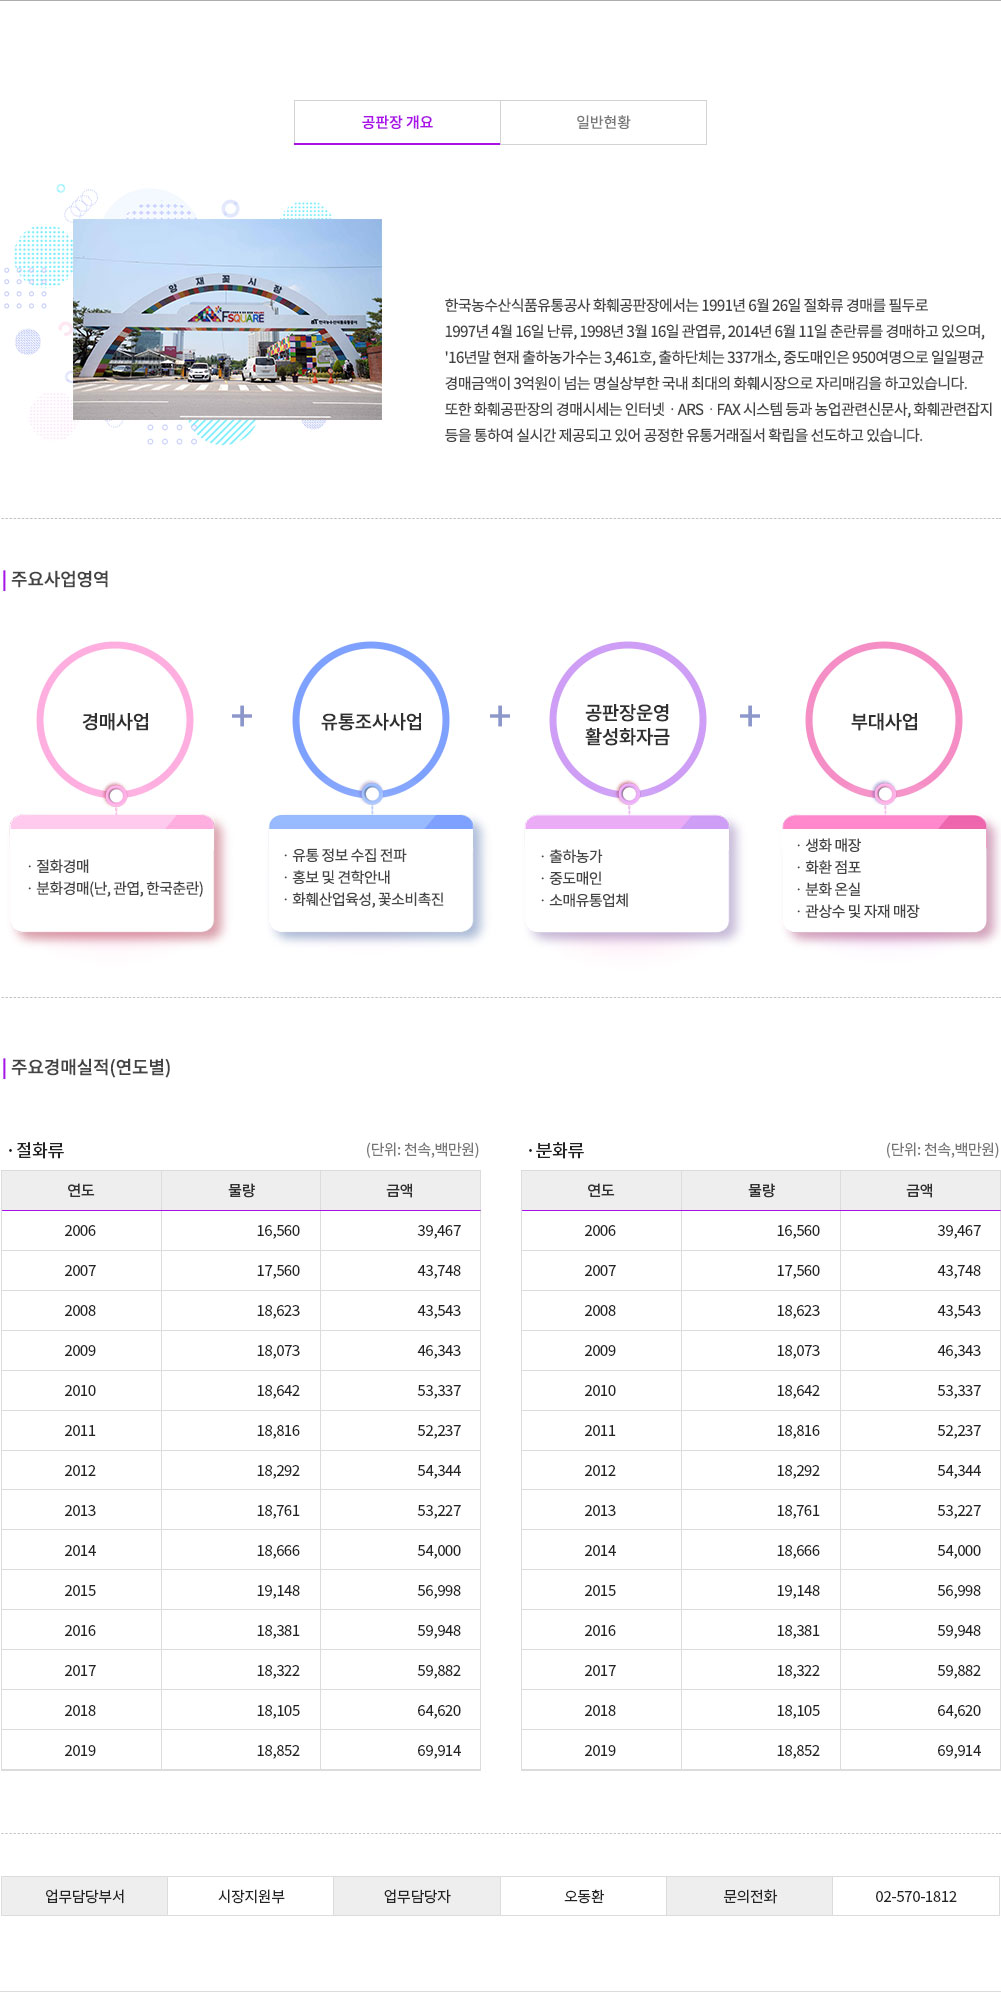 공판장 개요
일반현황
양재꽃시장
FSQUARE
한국농수산식품유통공사 화훼공판장에서는 1991년 6월 26일 절화류 경매를 필두로
1997년 4월 16일 난류, 1998년 3월 16일 관엽류, 2014년 6월 11일 춘란류를 경매하고 있으며,
'16년말 현재 출하농가수는 3,461호, 출하단체는 337개소, 중도매인은 950여명으로 일일평균
경매금액이 3억원이 넘는 명실상부한 국내 최대의 화훼시장으로 자리매김을 하고있습니다.
또한 화훼공판장의 경매시세는 인터넷 · ARS · FAX 시스템 등과 농업관련신문사, 화훼관련잡지
등을 통하여 실시간 제공되고 있어 공정한 유통거래질서 확립을 선도하고 있습니다.
주요사업영역
경매사업
+
유통조사사업
+
공판장운영
활성화자금
+
부대사업
· 절화경매
· 분화경매(난, 관엽, 한국춘란)
· 유통 정보 수집 전파
· 홍보 및 견학안내
· 화훼산업육성, 꽃소비촉진
· 출하농가
· 중도매인
· 소매유통업체
· 생화 매장
· 화환 점포
· 분화 온실
· 관상수 및 자재 매장
주요경매실적(연도별)
· 절화류 (단위: 천속,백만원)
연도 물량 금액
2006 16,560 39,467
2007 17,560 43,748
2008 18,623 43,543
2009 18,073 46,343
2010 18,642 53,337
2011 18,816 52,237
2012 18,292 54,344
2013 18,761 53,227
2014 18,666 54,000
2015 19,148 56,998
2016 18,381 59,948
2017 18,322 59,882
2018 18,105 64,620
2019 18,852 69,914
· 분화류 (단위: 천속,백만원)
연도 물량 금액
2006 16,560 39,467
2007 17,560 43,748
2008 18,623 43,543
2009 18,073 46,343
2010 18,642 53,337
2011 18,816 52,237
2012 18,292 54,344
2013 18,761 53,227
2014 18,666 54,000
2015 19,148 56,998
2016 18,381 59,948
2017 18,322 59,882
2018 18,105 64,620
2019 18,852 69,914
업무담당부서 시장지원부 업무담당자 오동환 문의전화 02-570-1812